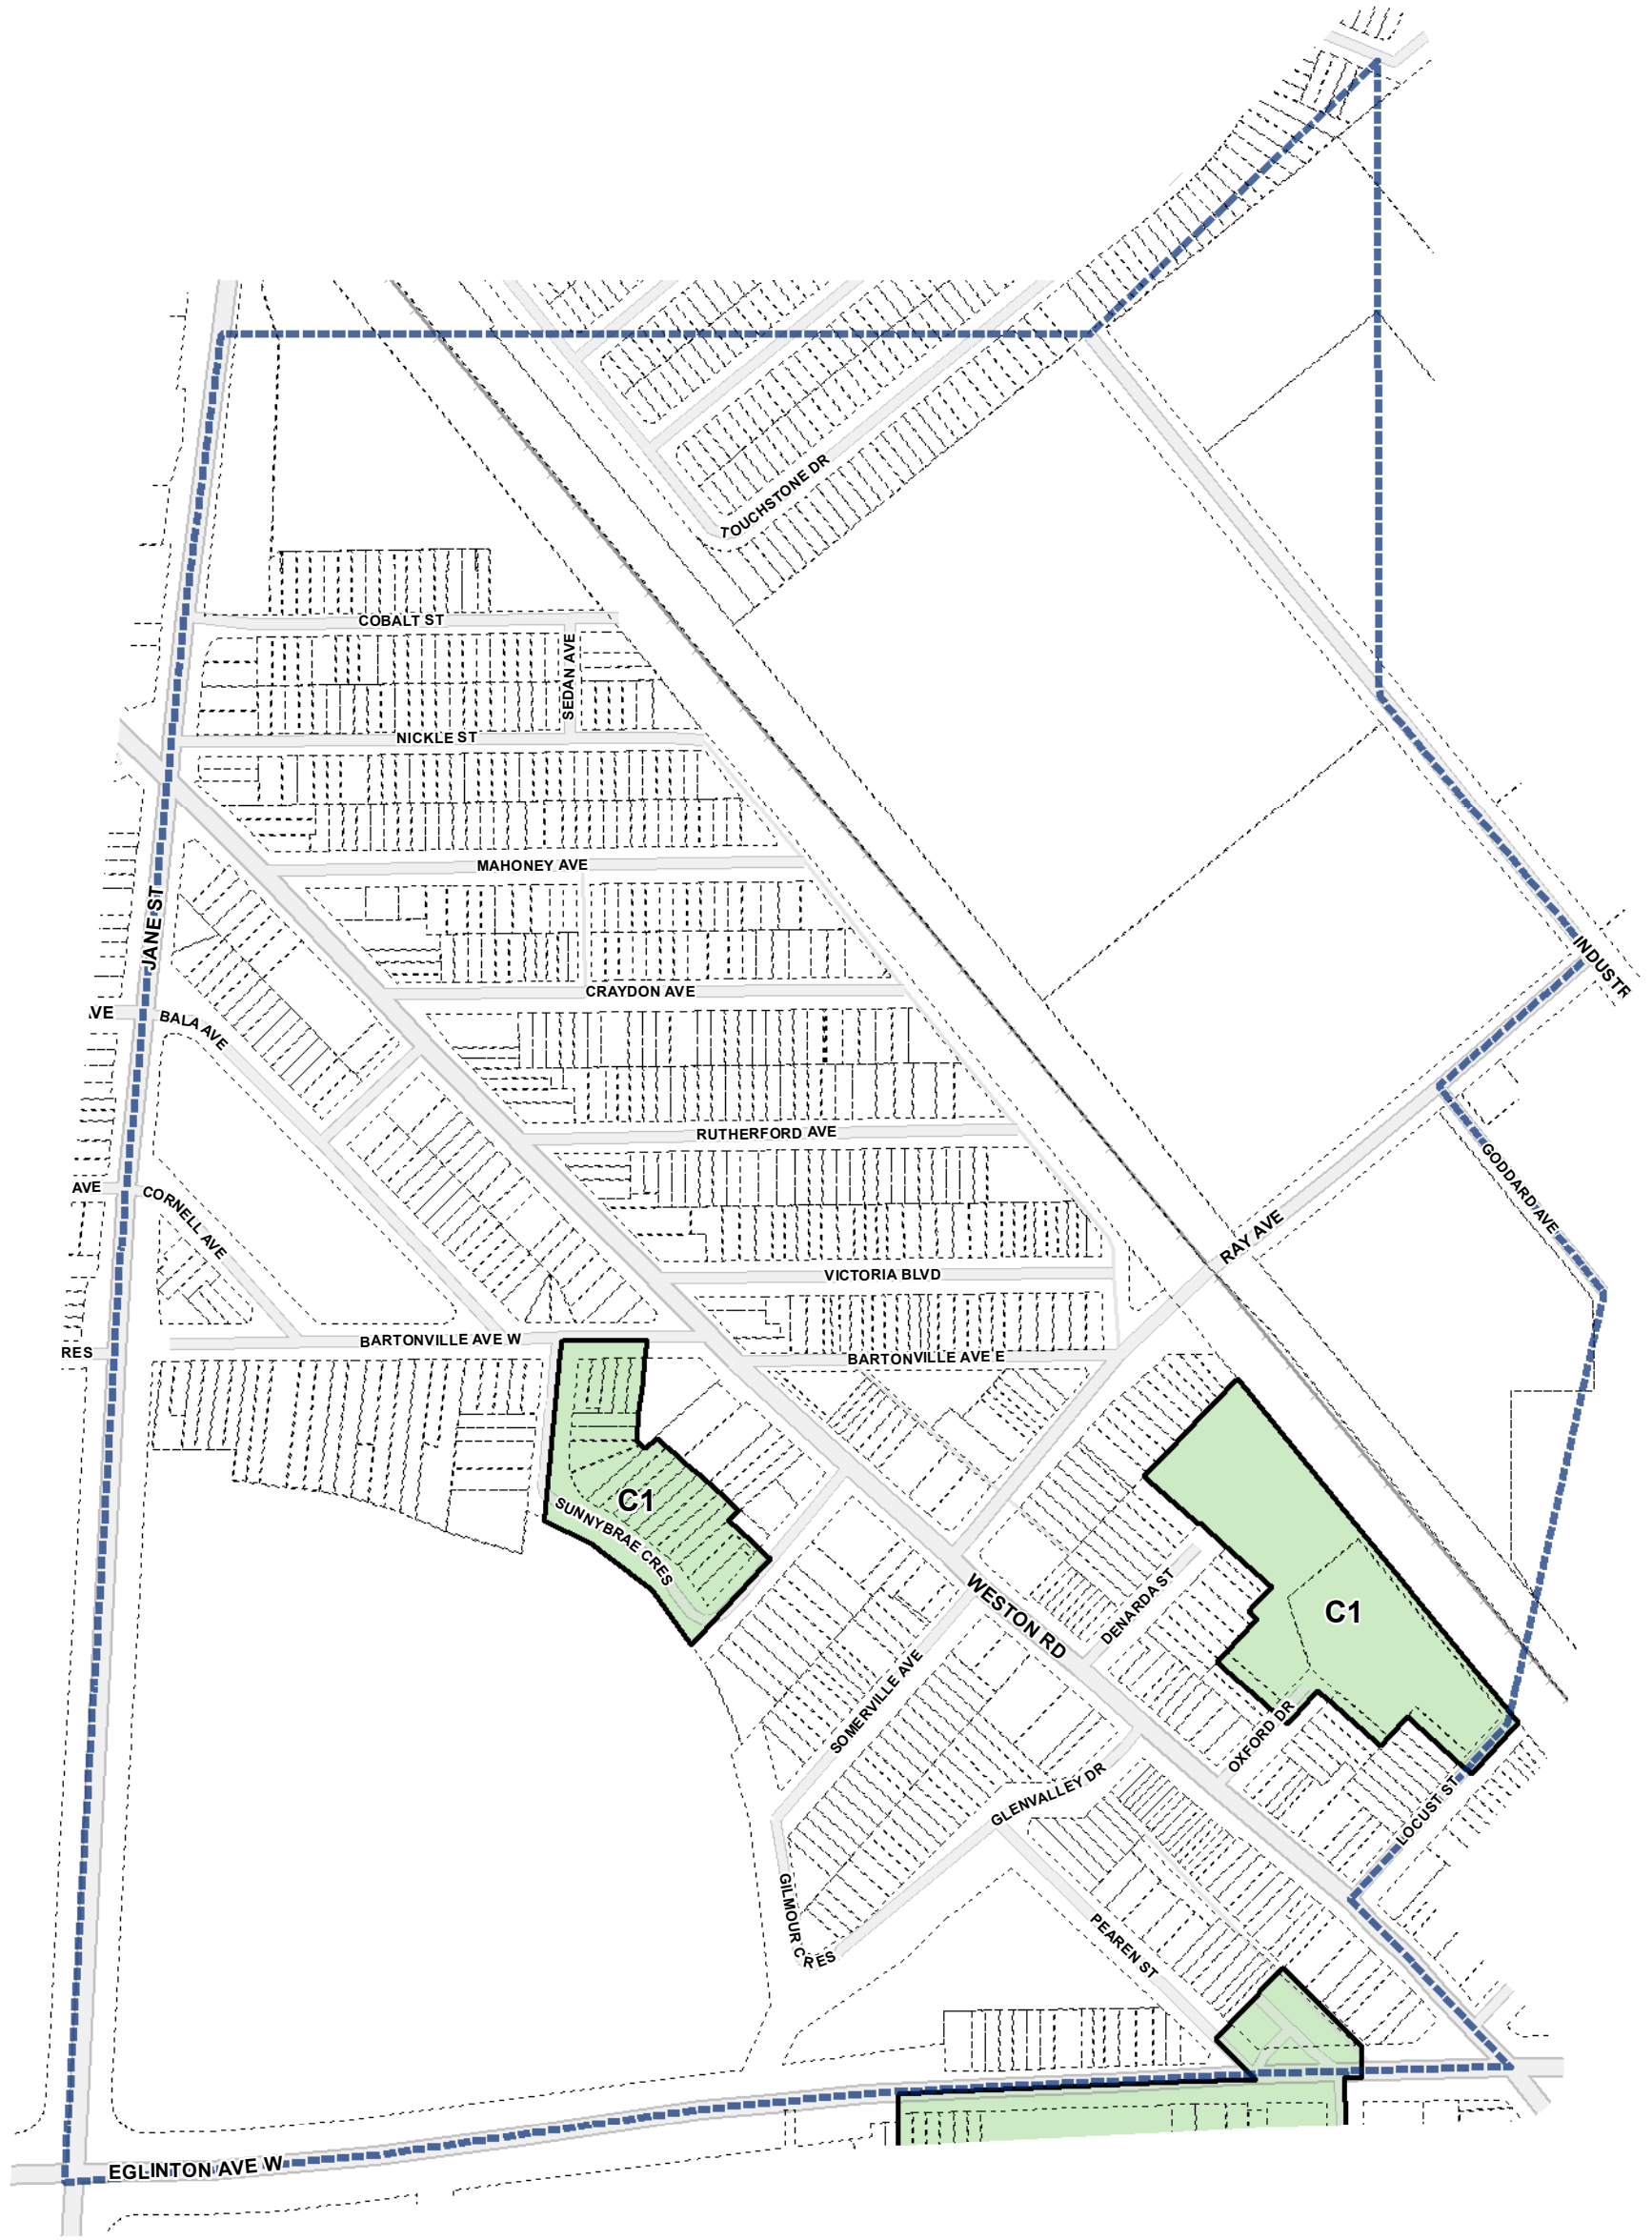 TOUCHSTONE DR
COBALT ST
SEDAN AVE
NICKLE ST
MAHONEY AVE
JANE ST
INDUSTR
CRAYDON AVE
VE
BALA AVE
RUTHERFORD AVE
GODDARD AVE
AVE
CORNELL AVE
RAY AVE
VICTORIA BLVD
RES
BARTONVILLE AVE W
BARTONVILLE AVE E
C1
SUNNYBRAE CRES
WESTON RD
DENARDA ST
C1
SOMERVILLE AVE
OXFORD DR
GLENVALLEY DR
LOCUST ST
GILMOUR CRES
PEAREN ST
EGLINTON AVE W